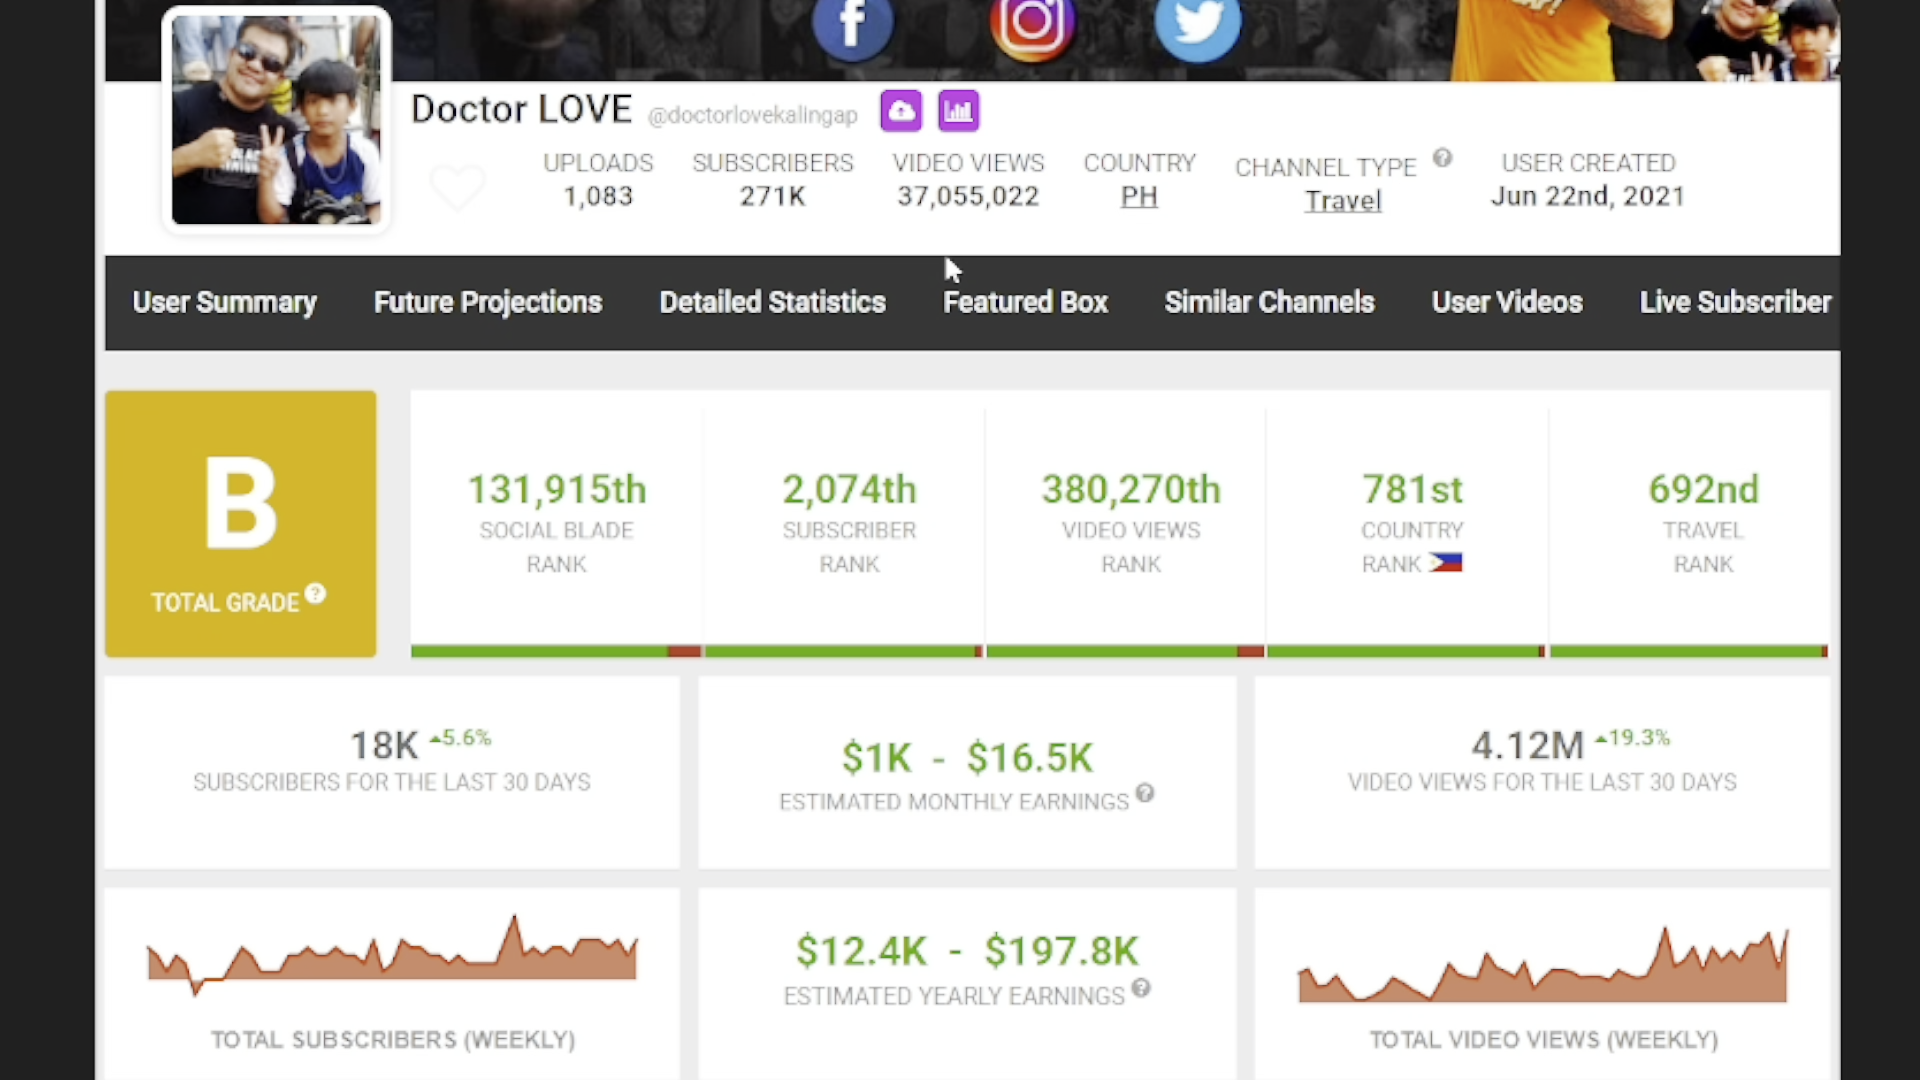 Doctor LOVE @doctorlovekalingap
UPLOADS SUBSCRIBERS VIDEO VIEWS COUNTRY CHANNEL TYPE ? USER CREATED
1,083 271K 37,055,022 PH Travel Jun 22nd, 2021
User Summary Future Projections Detailed Statistics Featured Box Similar Channels User Videos Live Subscriber
B
TOTAL GRADE ?
131,915th
SOCIAL BLADE
RANK
2,074th
SUBSCRIBER
RANK
380,270th
VIDEO VIEWS
RANK
781st
COUNTRY
RANK
692nd
TRAVEL
RANK
18K 5.6%
SUBSCRIBERS FOR THE LAST 30 DAYS
$1K - $16.5K
ESTIMATED MONTHLY EARNINGS ?
4.12M 19.3%
VIDEO VIEWS FOR THE LAST 30 DAYS
TOTAL SUBSCRIBERS (WEEKLY)
$12.4K - $197.8K
ESTIMATED YEARLY EARNINGS ?
TOTAL VIDEO VIEWS (WEEKLY)